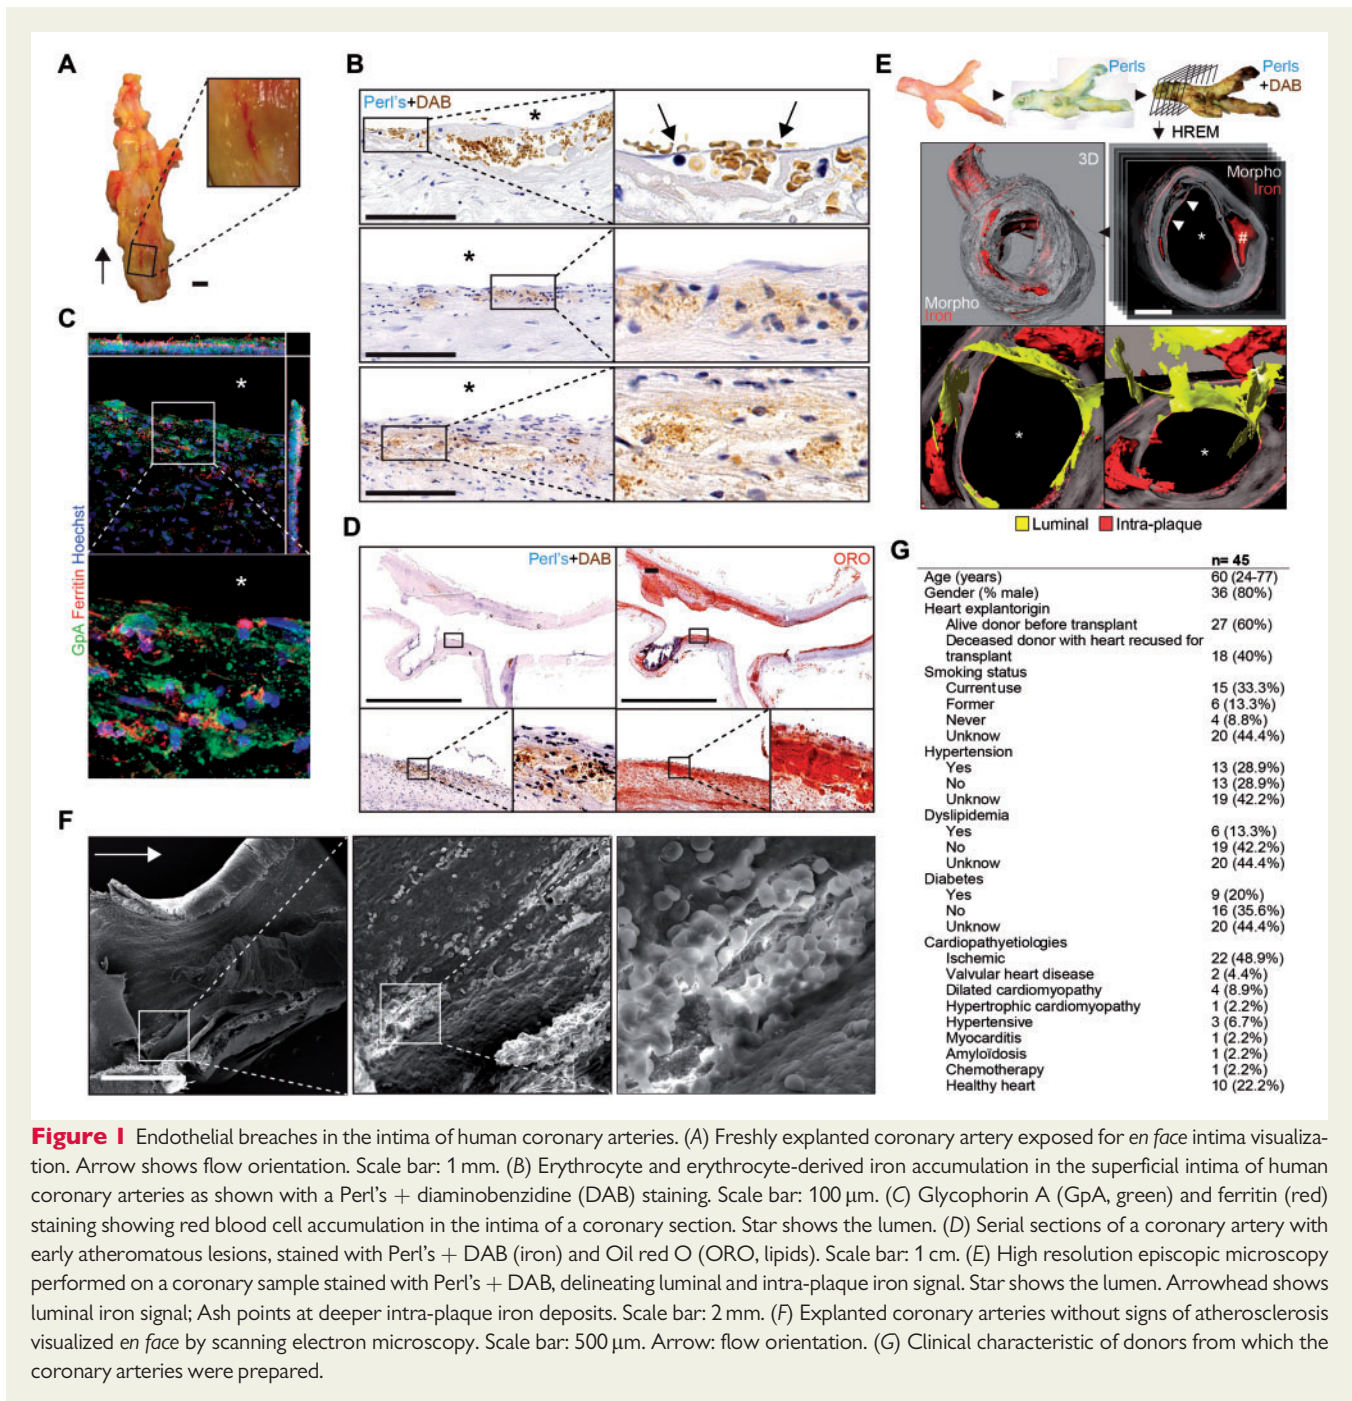 A
B
Perl's+DAB
*
*
*
C
GpA Ferritin Hoechst
*
*
D
Perl's+DAB
ORO
E
Perls
Perls
+DAB
HREM
3D
Morpho
Iron
Morpho
Iron
*
#
*
*
Luminal
Intra-plaque
F
G
n= 45
Age (years) 60 (24-77)
Gender (% male) 36 (80%)
Heart explantorigin
Alive donor before transplant 27 (60%)
Deceased donor with heart recused for
transplant 18 (40%)
Smoking status
Currentuse 15 (33.3%)
Former 6 (13.3%)
Never 4 (8.8%)
Unknow 20 (44.4%)
Hypertension
Yes 13 (28.9%)
No 13 (28.9%)
Unknow 19 (42.2%)
Dyslipidemia
Yes 6 (13.3%)
No 19 (42.2%)
Unknow 20 (44.4%)
Diabetes
Yes 9 (20%)
No 16 (35.6%)
Unknow 20 (44.4%)
Cardiopathyetiologies
Ischemic 22 (48.9%)
Valvular heart disease 2 (4.4%)
Dilated cardiomyopathy 4 (8.9%)
Hypertrophic cardiomyopathy 1 (2.2%)
Hypertensive 3 (6.7%)
Myocarditis 1 (2.2%)
Amyloïdosis 1 (2.2%)
Chemotherapy 1 (2.2%)
Healthy heart 10 (22.2%)
Figure 1 Endothelial breaches in the intima of human coronary arteries. (A) Freshly explanted coronary artery exposed for en face intima visualiza-
tion. Arrow shows flow orientation. Scale bar: 1 mm. (B) Erythrocyte and erythrocyte-derived iron accumulation in the superficial intima of human
coronary arteries as shown with a Perl's + diaminobenzidine (DAB) staining. Scale bar: 100 μm. (C) Glycophorin A (GpA, green) and ferritin (red)
staining showing red blood cell accumulation in the intima of a coronary section. Star shows the lumen. (D) Serial sections of a coronary artery with
early atheromatous lesions, stained with Perl's + DAB (iron) and Oil red O (ORO, lipids). Scale bar: 1 cm. (E) High resolution episcopic microscopy
performed on a coronary sample stained with Perl's + DAB, delineating luminal and intra-plaque iron signal. Star shows the lumen. Arrowhead shows
luminal iron signal; Ash points at deeper intra-plaque iron deposits. Scale bar: 2 mm. (F) Explanted coronary arteries without signs of atherosclerosis
visualized en face by scanning electron microscopy. Scale bar: 500 μm. Arrow: flow orientation. (G) Clinical characteristic of donors from which the
coronary arteries were prepared.